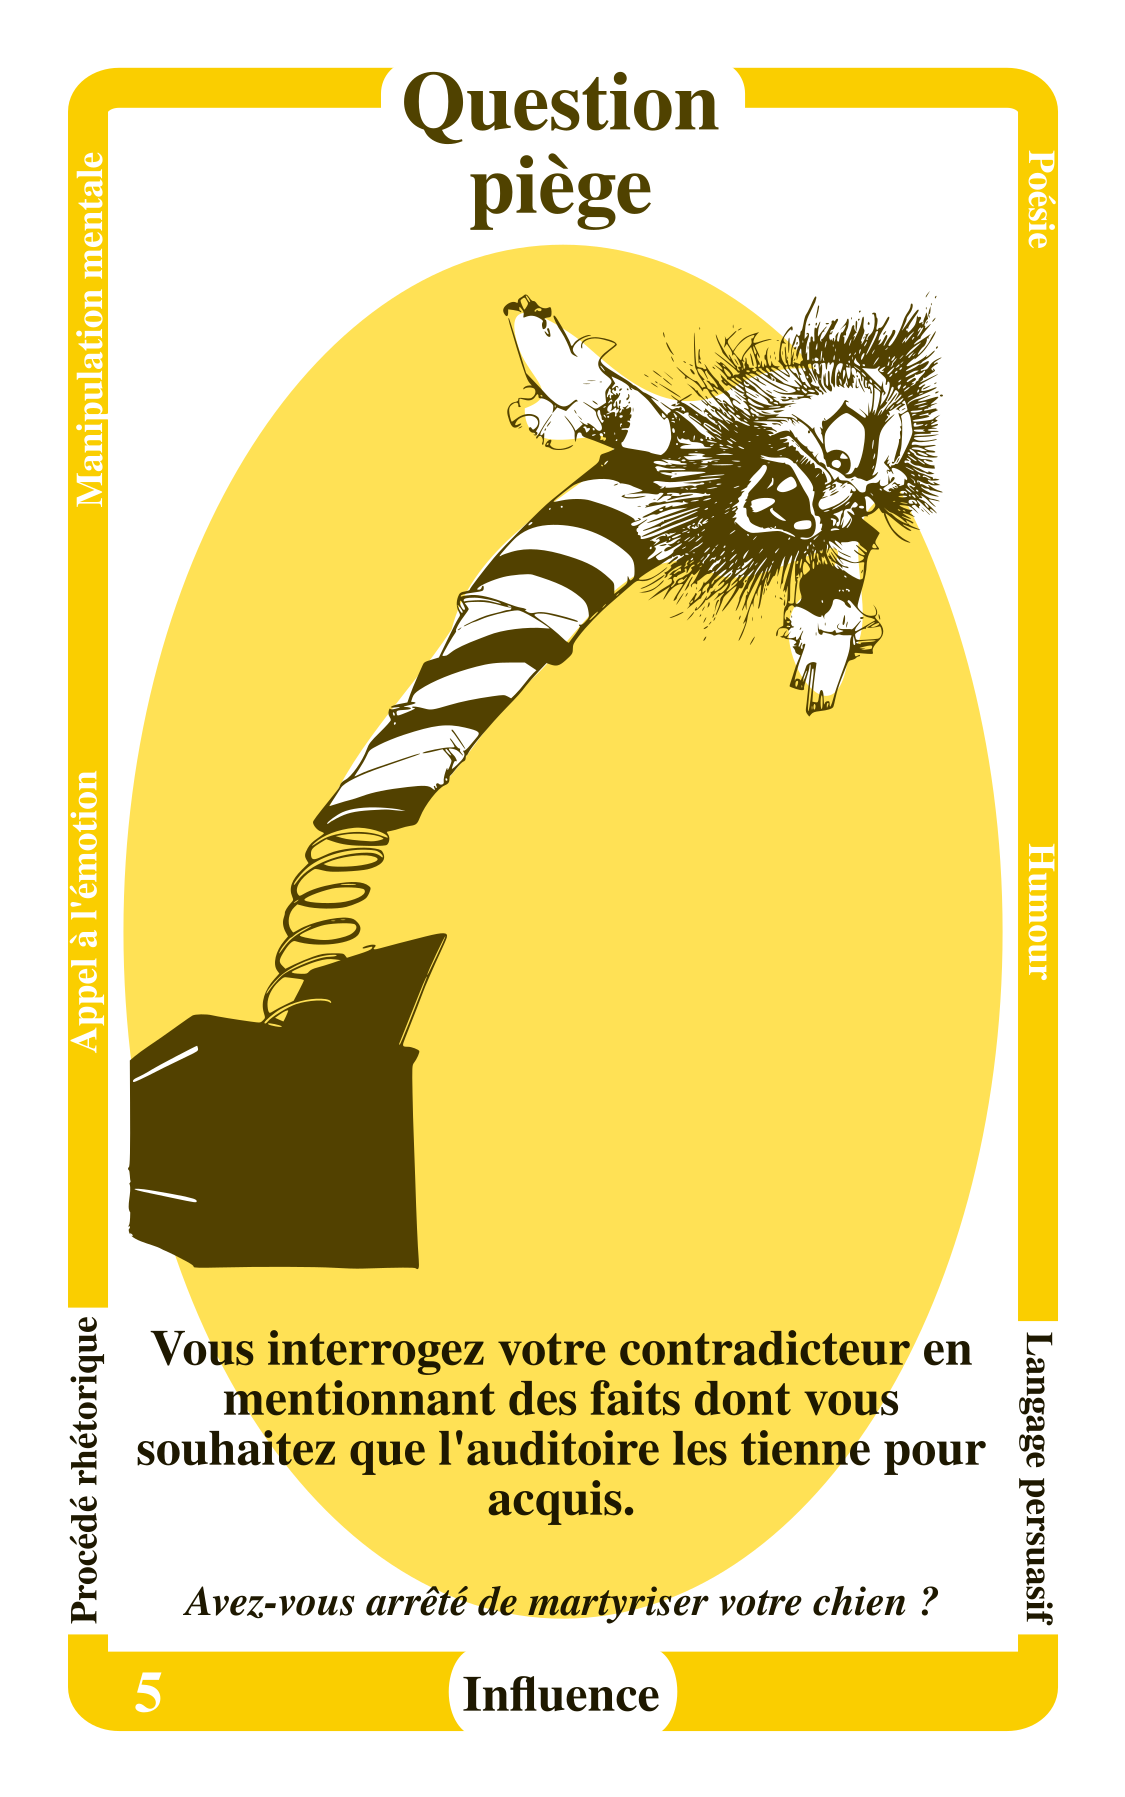 Question
piège
Manipulation mentale
Appel à l'émotion
Procédé rhétorique
Poésie
Humour
Langage persuasif
Vous interrogez votre contradicteur en
mentionnant des faits dont vous
souhaitez que l'auditoire les tienne pour
acquis.
Avez-vous arrêté de martyriser votre chien ?
5
Influence